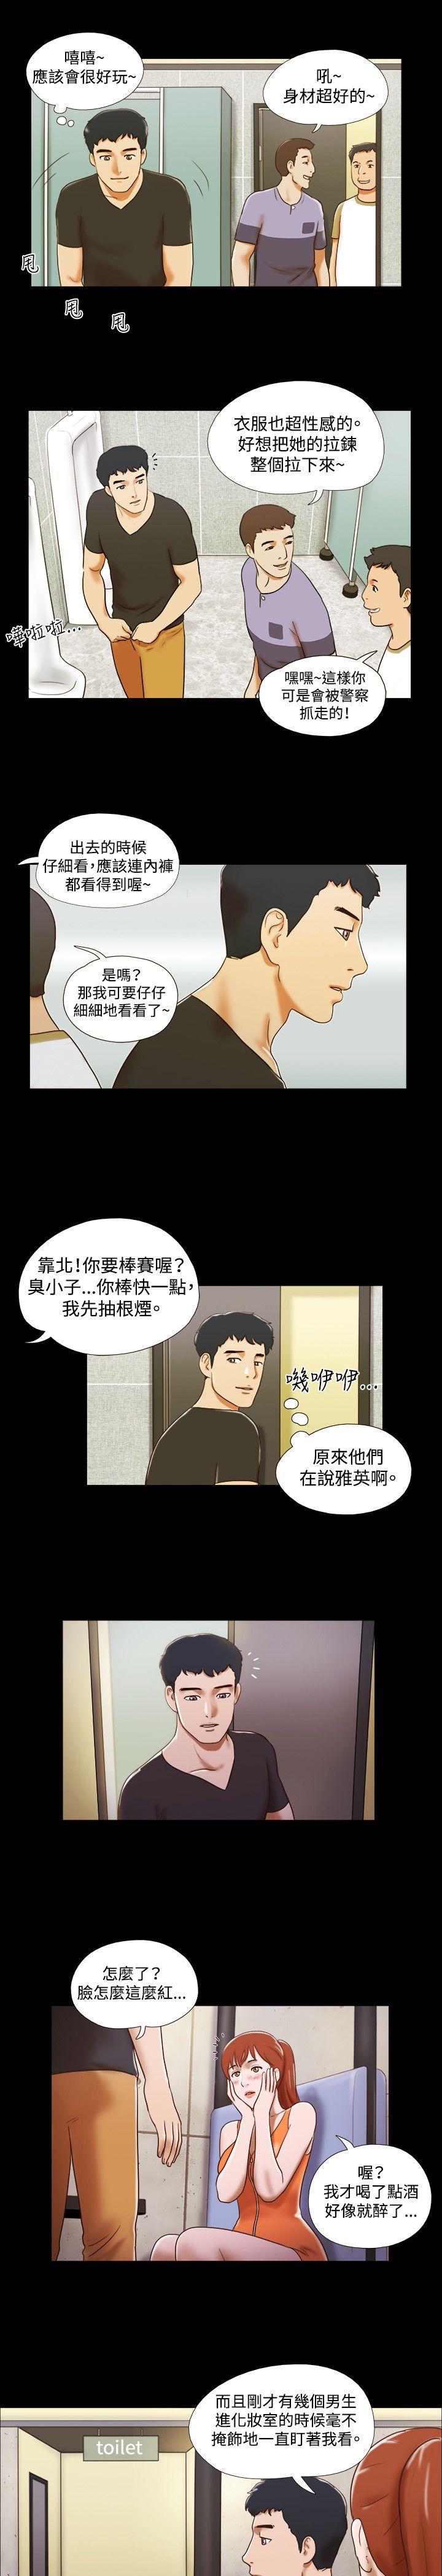 嘻嘻~
應該會很好玩~
吼~
身材超好的~
甩
甩
甩
衣服也超性感的。
好想把她的拉鍊
整個拉下來~
嘩啦啦...
嘿嘿~這樣你
可是會被警察
抓走的!
出去的時候
仔細看,應該連內褲
都看得到喔~
是嗎?
那我可要仔仔
細細地看看了~
靠北!你要棒賽喔?
臭小子...你棒快一點,
我先抽根煙。
嘰咿咿...
原來他們
在說雅英啊。
怎麼了?
臉怎麼這麼紅...
喔?
我才喝了點酒
好像就醉了...
而且剛才有幾個男生
進化妝室的時候毫不
掩飾地一直盯著我看。
toilet